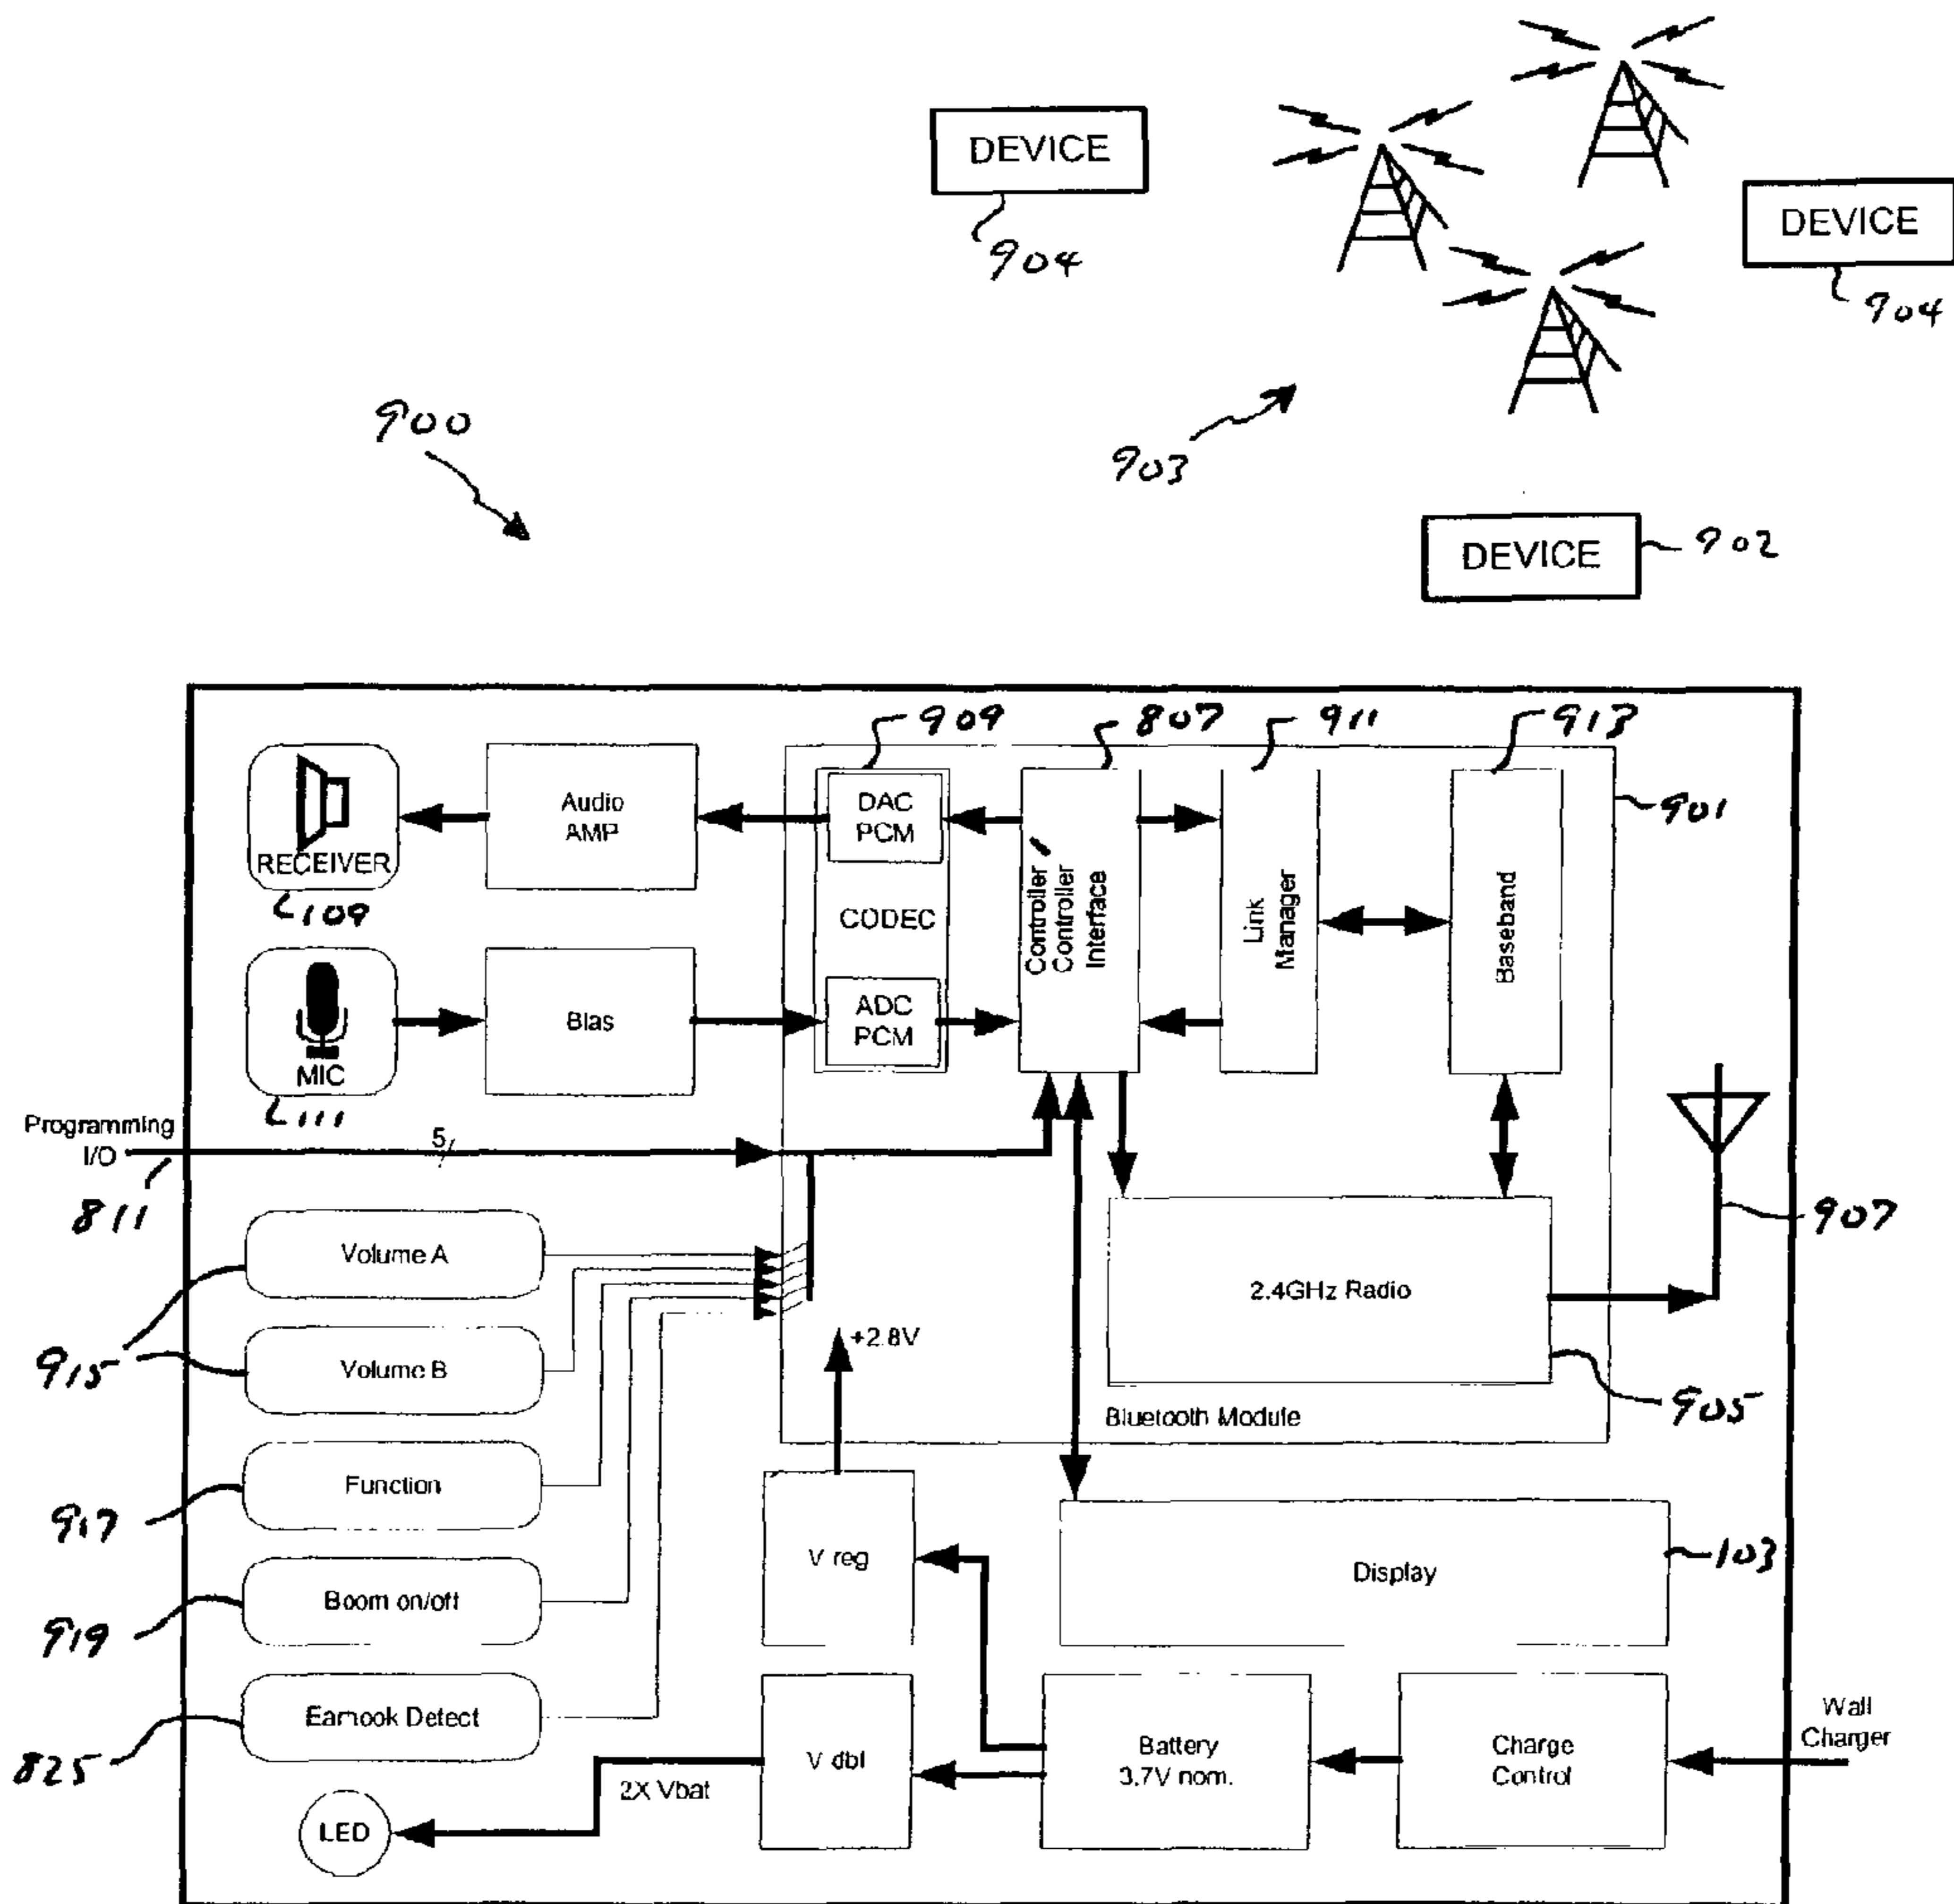 DEVICE
904
DEVICE
904
900
903
DEVICE
902
909
807
911
913
901
RECEIVER
109
Audio
AMP
DAC
PCM
CODEC
ADC
PCM
Controller
Controller
Interface
Link
Manager
Baseband
MIC
111
Bias
Programming
I/O
5/
811
907
Volume A
Volume B
915
2.4GHz Radio
905
+2.8V
Bluetooth Module
Function
917
V reg
Display
103
Boom on/off
919
Earhook Detect
825
V dbl
Battery
3.7V nom.
Charge
Control
Wall
Charger
2X Vbat
LED